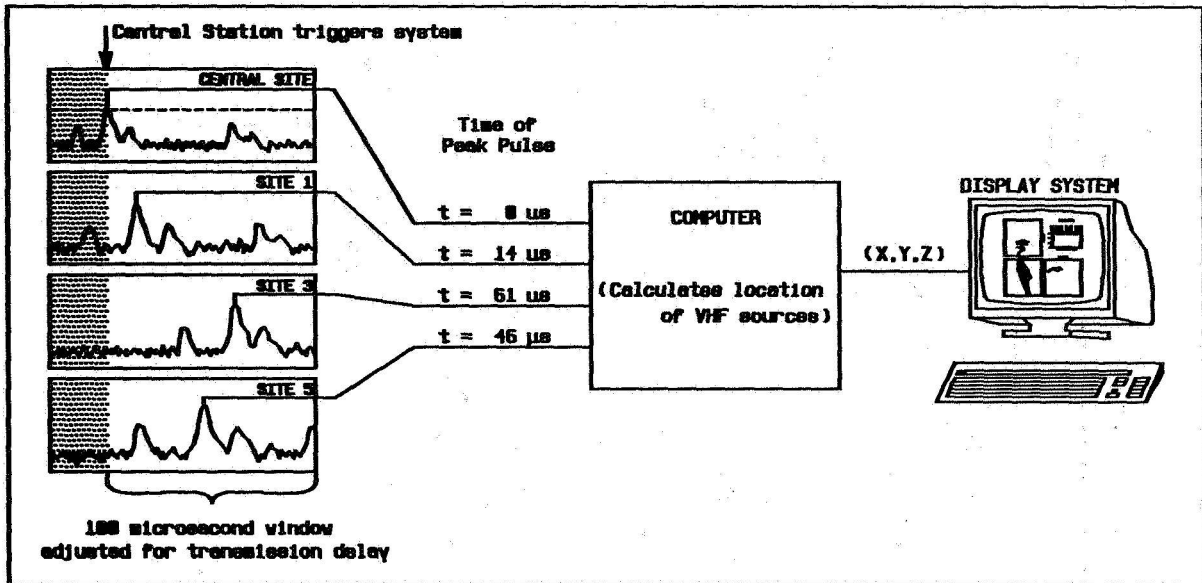 Central Station triggers system
CENTRAL SITE
SITE 1
SITE 3
SITE 5
100 microsecond window
adjusted for transmission delay
Time of
Peak Pulse
t = 0 us
t = 14 us
t = 61 us
t = 46 µs
COMPUTER
(Calculates location
of VHF sources)
(X,Y,Z)
DISPLAY SYSTEM